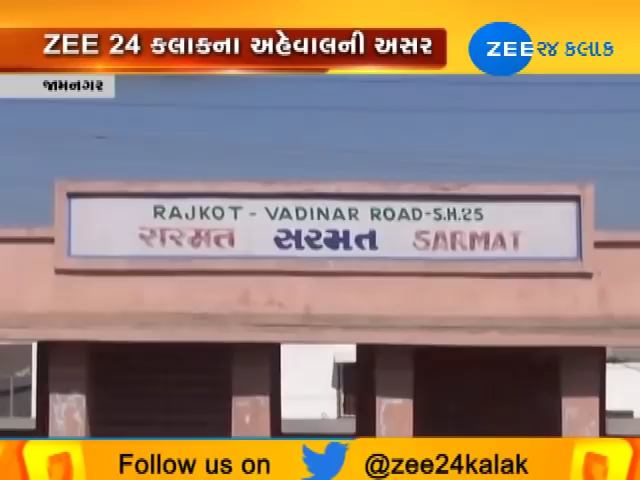 ZEE 24 કલાકના અહેવાલની અસર
ZEE ૨૪ કલાક
જામનગર
RAJKOT - VADINAR ROAD-S.H.25
સરમત સરમત SARMAT
Follow us on @zee24kalak